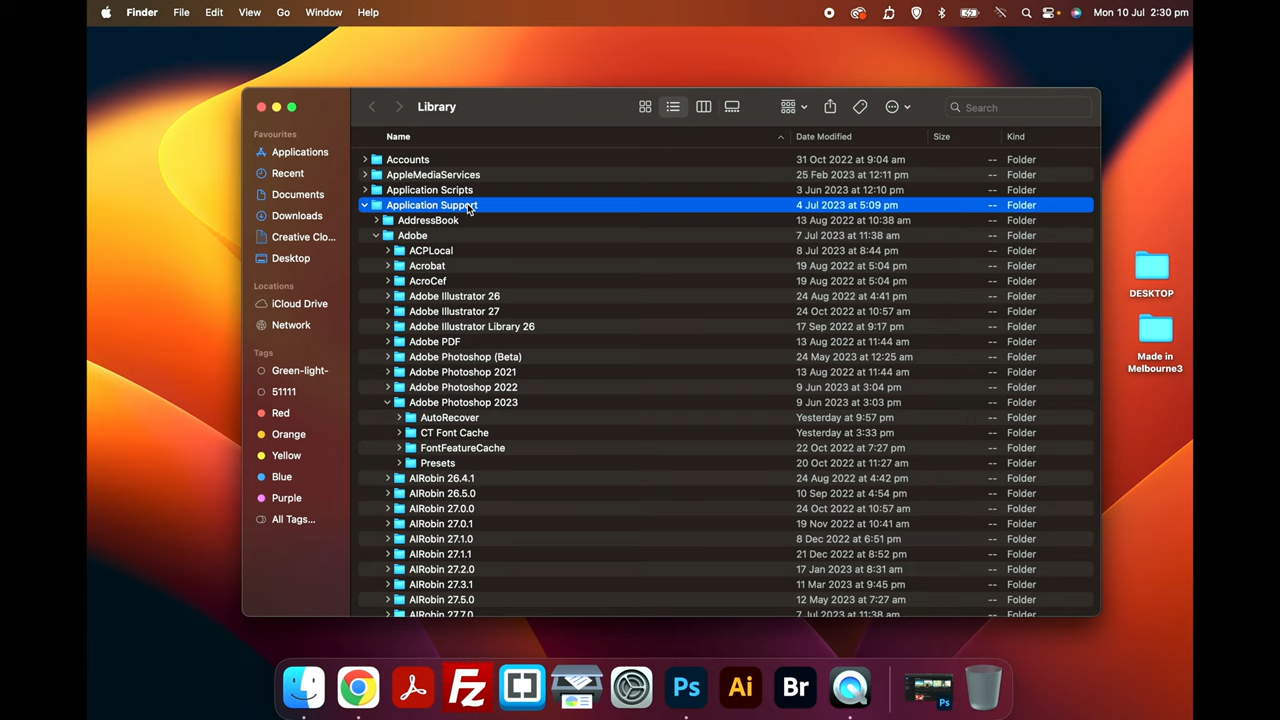 Finder File Edit View Go Window Help Mon 10 Jul 2:30 pm
Library
Search
Favourites
Applications
Recent
Documents
Downloads
Creative Clo...
Desktop
Locations
iCloud Drive
Network
Tags
Green-light-
51111
Red
Orange
Yellow
Blue
Purple
All Tags...
Name Date Modified Size Kind
Accounts 31 Oct 2022 at 9:04 am -- Folder
AppleMediaServices 25 Feb 2023 at 12:11 pm -- Folder
Application Scripts 3 Jun 2023 at 12:10 pm -- Folder
Application Support 4 Jul 2023 at 5:09 pm -- Folder
AddressBook 13 Aug 2022 at 10:38 am -- Folder
Adobe 7 Jul 2023 at 11:38 am -- Folder
ACPLocal 8 Jul 2023 at 8:44 pm -- Folder
Acrobat 19 Aug 2022 at 5:04 pm -- Folder
AcroCef 19 Aug 2022 at 5:04 pm -- Folder
Adobe Illustrator 26 24 Aug 2022 at 4:41 pm -- Folder
Adobe Illustrator 27 24 Oct 2022 at 10:57 am -- Folder
Adobe Illustrator Library 26 17 Sep 2022 at 9:17 pm -- Folder
Adobe PDF 13 Aug 2022 at 11:44 am -- Folder
Adobe Photoshop (Beta) 24 May 2023 at 12:25 am -- Folder
Adobe Photoshop 2021 13 Aug 2022 at 11:44 am -- Folder
Adobe Photoshop 2022 9 Jun 2023 at 3:04 pm -- Folder
Adobe Photoshop 2023 9 Jun 2023 at 3:03 pm -- Folder
AutoRecover Yesterday at 9:57 pm -- Folder
CT Font Cache Yesterday at 3:33 pm -- Folder
FontFeatureCache 22 Oct 2022 at 7:27 pm -- Folder
Presets 20 Oct 2022 at 11:27 am -- Folder
AIRobin 26.4.1 24 Aug 2022 at 4:42 pm -- Folder
AIRobin 26.5.0 10 Sep 2022 at 4:54 pm -- Folder
AIRobin 27.0.0 24 Oct 2022 at 10:57 am -- Folder
AIRobin 27.0.1 19 Nov 2022 at 10:41 am -- Folder
AIRobin 27.1.0 8 Dec 2022 at 6:51 pm -- Folder
AIRobin 27.1.1 21 Dec 2022 at 8:52 pm -- Folder
AIRobin 27.2.0 17 Jan 2023 at 8:31 am -- Folder
AIRobin 27.3.1 11 Mar 2023 at 9:45 pm -- Folder
AIRobin 27.5.0 12 May 2023 at 7:27 am -- Folder
AIRobin 27.7.0 7 Jul 2023 at 11:38 am -- Folder
DESKTOP
Made in
Melbourne3
Fz Ps Ai Br Ps